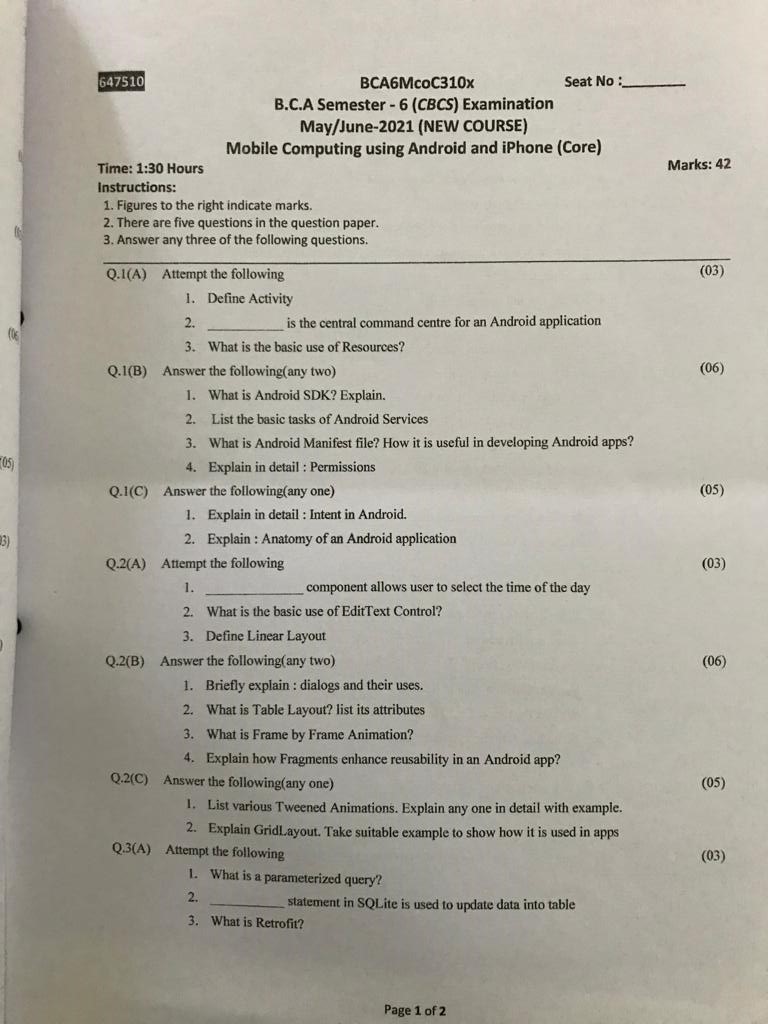 647510
BCA6McoC310x
Seat No :_________
B.C.A Semester - 6 (CBCS) Examination
May/June-2021 (NEW COURSE)
Mobile Computing using Android and iPhone (Core)
Time: 1:30 Hours
Marks: 42
Instructions:
1. Figures to the right indicate marks.
2. There are five questions in the question paper.
3. Answer any three of the following questions.
Q.1(A) Attempt the following (03)
1. Define Activity
2. ___________ is the central command centre for an Android application
3. What is the basic use of Resources?
Q.1(B) Answer the following(any two) (06)
1. What is Android SDK? Explain.
2. List the basic tasks of Android Services
3. What is Android Manifest file? How it is useful in developing Android apps?
4. Explain in detail : Permissions
Q.1(C) Answer the following(any one) (05)
1. Explain in detail : Intent in Android.
2. Explain : Anatomy of an Android application
Q.2(A) Attempt the following (03)
1. ______________ component allows user to select the time of the day
2. What is the basic use of EditText Control?
3. Define Linear Layout
Q.2(B) Answer the following(any two) (06)
1. Briefly explain : dialogs and their uses.
2. What is Table Layout? list its attributes
3. What is Frame by Frame Animation?
4. Explain how Fragments enhance reusability in an Android app?
Q.2(C) Answer the following(any one) (05)
1. List various Tweened Animations. Explain any one in detail with example.
2. Explain GridLayout. Take suitable example to show how it is used in apps
Q.3(A) Attempt the following (03)
1. What is a parameterized query?
2. ___________ statement in SQLite is used to update data into table
3. What is Retrofit?
Page 1 of 2
(05)